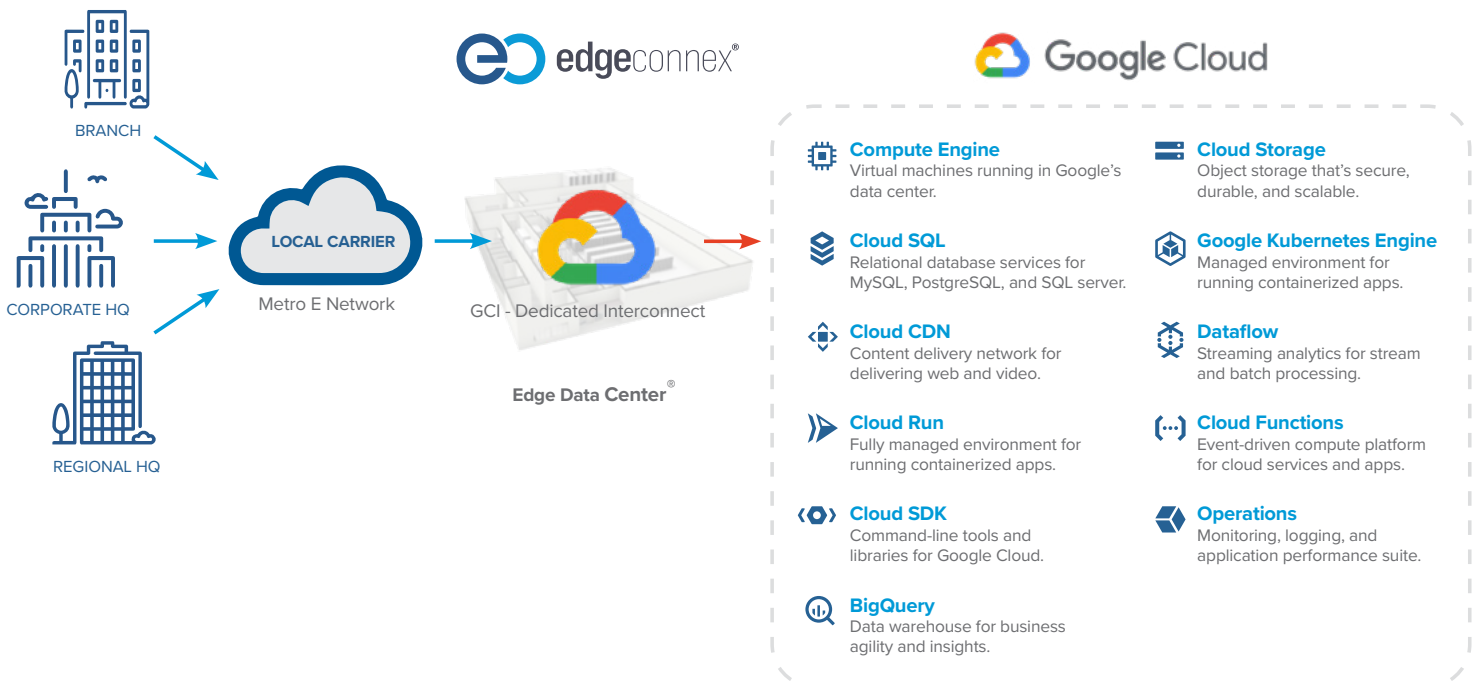 BRANCH
CORPORATE HQ
REGIONAL HQ
LOCAL CARRIER
Metro E Network
edgeconnex®
GCI - Dedicated Interconnect
Edge Data Center®
Google Cloud
Compute Engine
Virtual machines running in Google’s
data center.
Cloud SQL
Relational database services for
MySQL, PostgreSQL, and SQL server.
Cloud CDN
Content delivery network for
delivering web and video.
Cloud Run
Fully managed environment for
running containerized apps.
Cloud SDK
Command-line tools and
libraries for Google Cloud.
BigQuery
Data warehouse for business
agility and insights.
Cloud Storage
Object storage that’s secure,
durable, and scalable.
Google Kubernetes Engine
Managed environment for
running containerized apps.
Dataflow
Streaming analytics for stream
and batch processing.
Cloud Functions
Event-driven compute platform
for cloud services and apps.
Operations
Monitoring, logging, and
application performance suite.